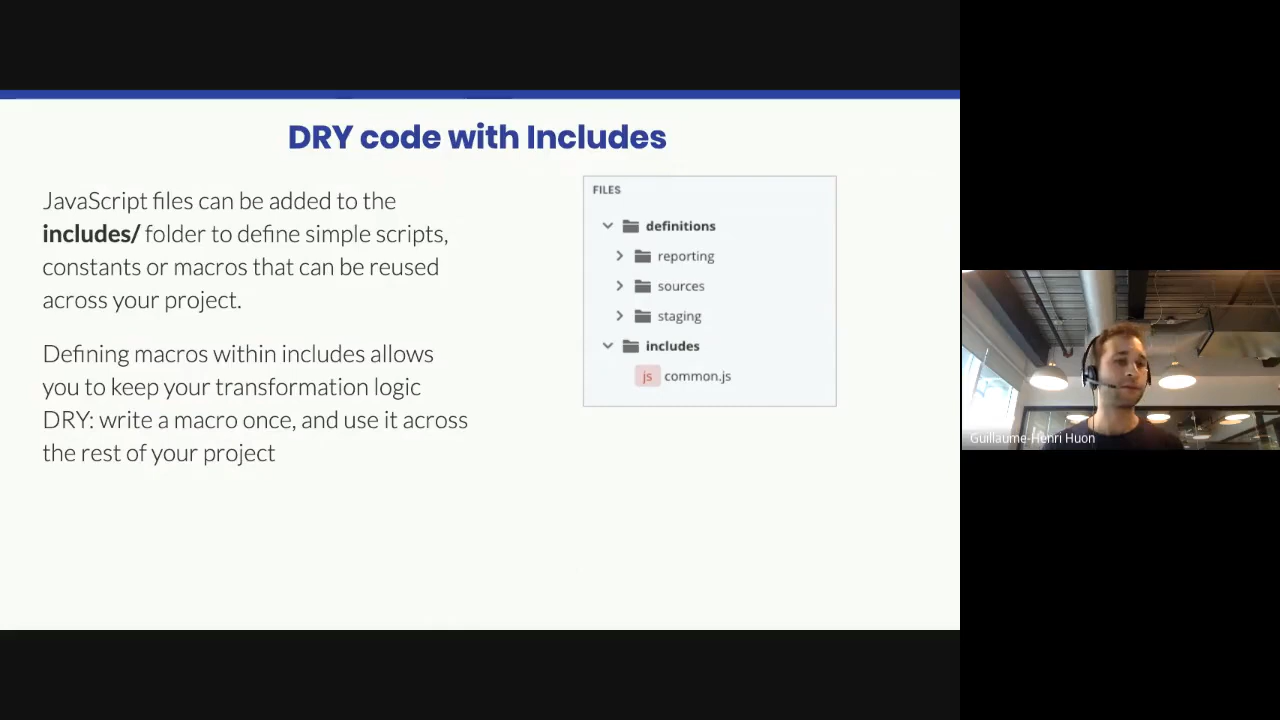 DRY code with Includes
JavaScript files can be added to the
includes/ folder to define simple scripts,
constants or macros that can be reused
across your project.
Defining macros within includes allows
you to keep your transformation logic
DRY: write a macro once, and use it across
the rest of your project
FILES
definitions
reporting
sources
staging
includes
js common.js
Guillaume-Henri Huon